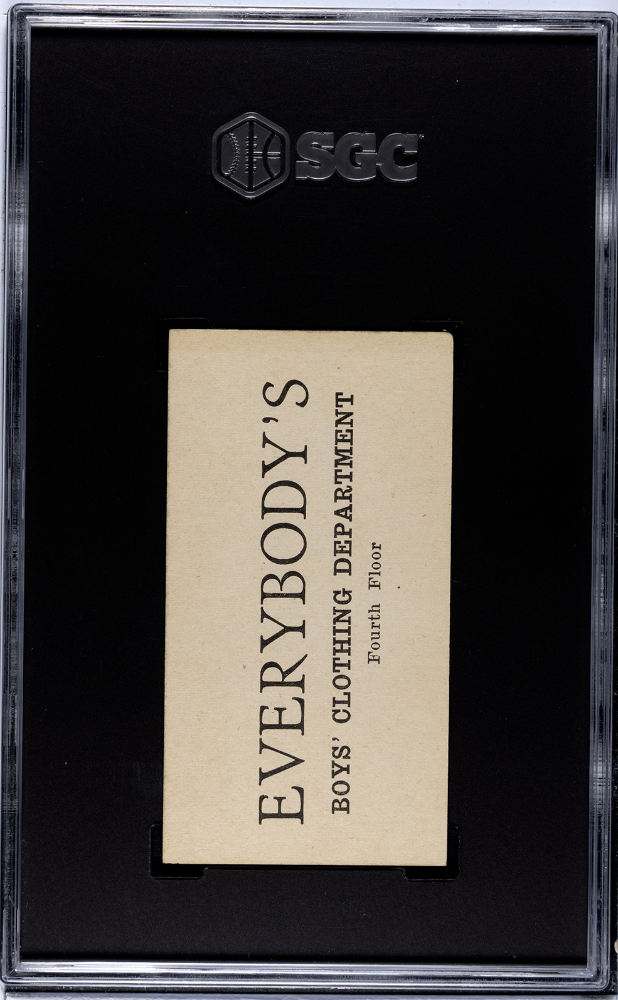 SGC
EVERYBODY'S
BOYS' CLOTHING DEPARTMENT
Fourth Floor